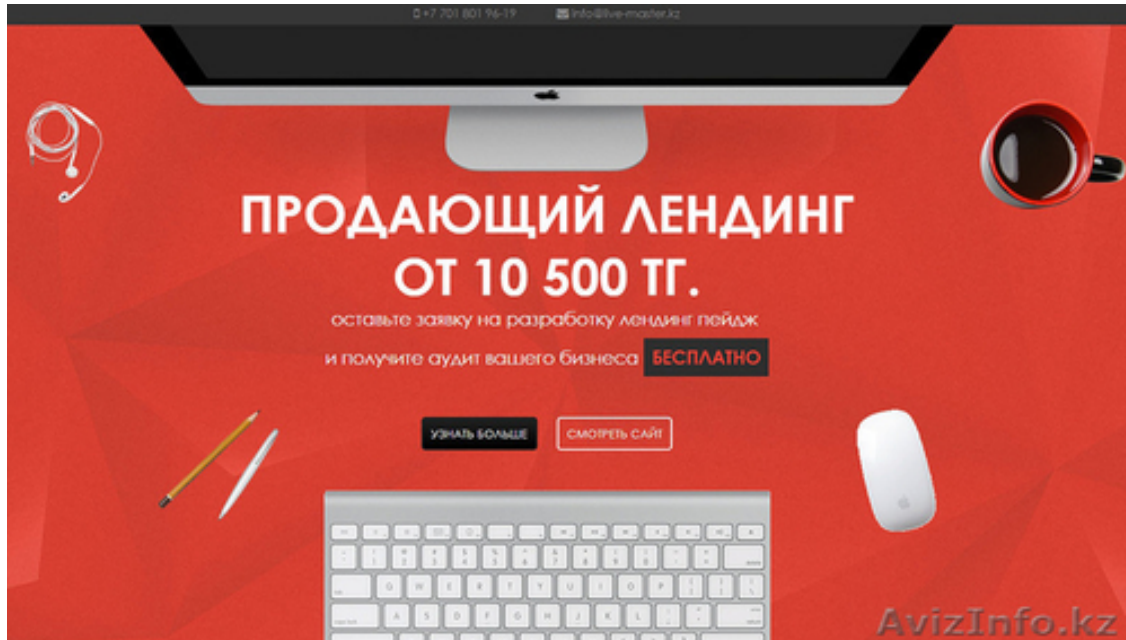 +7 701 801 96-19 info@live-master.kz
ПРОДАЮЩИЙ ЛЕНДИНГ
ОТ 10 500 ТГ.
оставьте заявку на разработку лендинг пейдж
и получите аудит вашего бизнеса БЕСПЛАТНО
УЗНАТЬ БОЛЬШЕ СМОТРЕТЬ САЙТ
Q W E R T Y U I O P
A S D F G H J K L
AvizInfo.kz